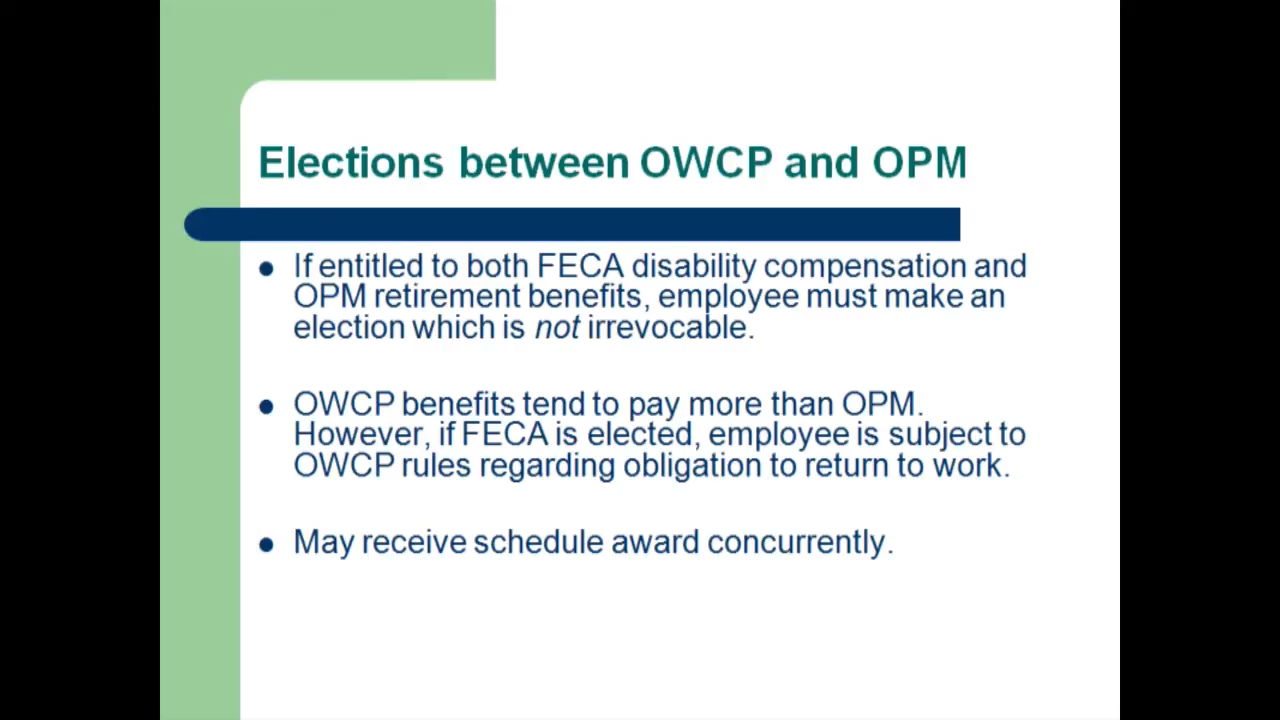 Elections between OWCP and OPM
If entitled to both FECA disability compensation and
OPM retirement benefits, employee must make an
election which is not irrevocable.
OWCP benefits tend to pay more than OPM.
However, if FECA is elected, employee is subject to
OWCP rules regarding obligation to return to work.
May receive schedule award concurrently.